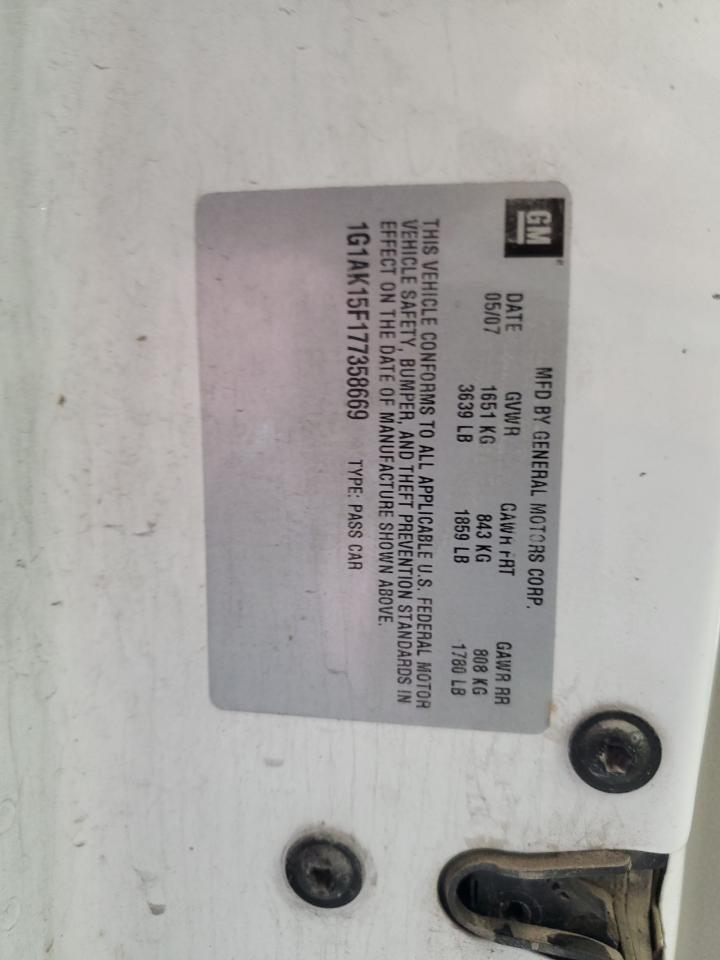 GM
MFD BY GENERAL MOTORS CORP.
DATE GVWR GAWR FRT GAWR RR
05/07 1651 KG 843 KG 808 KG
3639 LB 1859 LB 1780 LB
THIS VEHICLE CONFORMS TO ALL APPLICABLE U.S. FEDERAL MOTOR
VEHICLE SAFETY, BUMPER, AND THEFT PREVENTION STANDARDS IN
EFFECT ON THE DATE OF MANUFACTURE SHOWN ABOVE.
1G1AK15F177358669 TYPE: PASS CAR